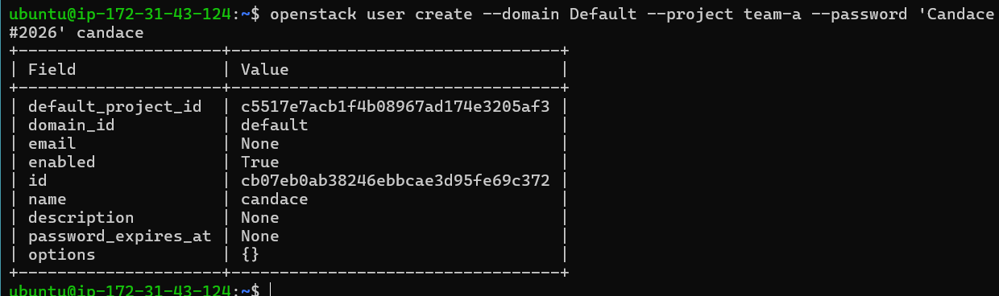 ubuntu@ip-172-31-43-124:~$ openstack user create --domain Default --project team-a --password 'Candace
#2026' candace
+---------------------+----------------------------------+
| Field               | Value                            |
+---------------------+----------------------------------+
| default_project_id  | c5517e7acb1f4b08967ad174e3205af3 |
| domain_id           | default                          |
| email               | None                             |
| enabled             | True                             |
| id                  | cb07eb0ab38246ebbcae3d95fe69c372 |
| name                | candace                          |
| description         | None                             |
| password_expires_at | None                             |
| options             | {}                               |
+---------------------+----------------------------------+
ubuntu@ip-172-31-43-124:~$